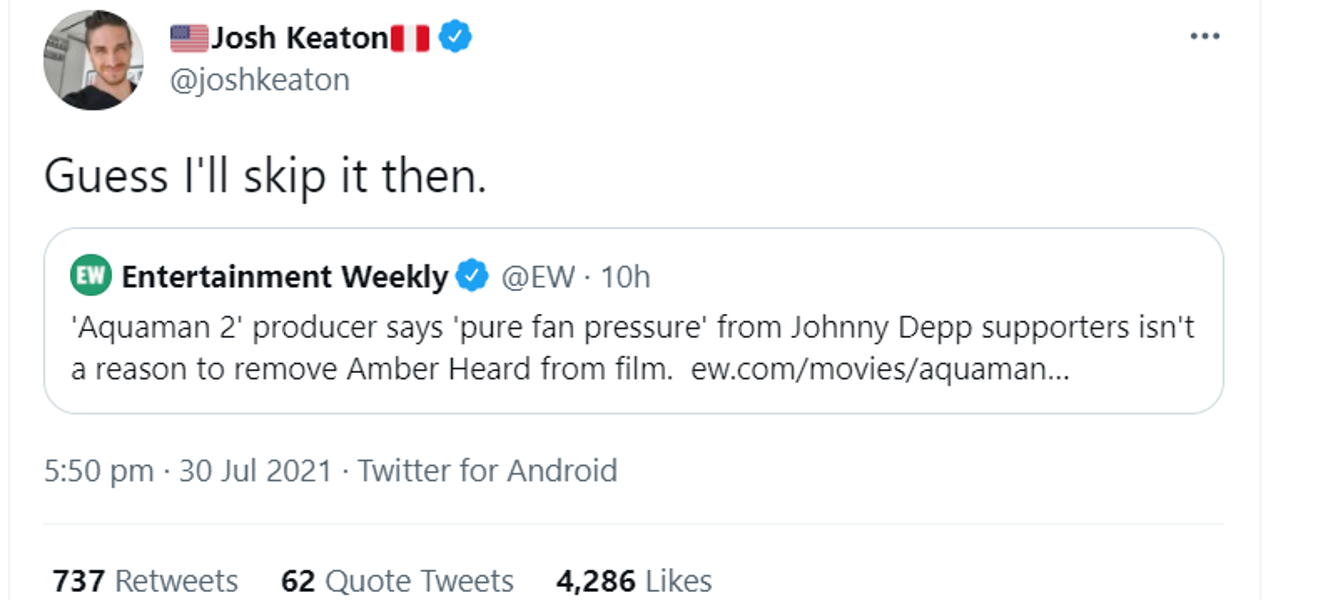 🇺🇸Josh Keaton🇵🇪
@joshkeaton
Guess I'll skip it then.
EW Entertainment Weekly @EW · 10h
'Aquaman 2' producer says 'pure fan pressure' from Johnny Depp supporters isn't
a reason to remove Amber Heard from film.  ew.com/movies/aquaman...
5:50 pm · 30 Jul 2021 · Twitter for Android
737 Retweets 62 Quote Tweets 4,286 Likes